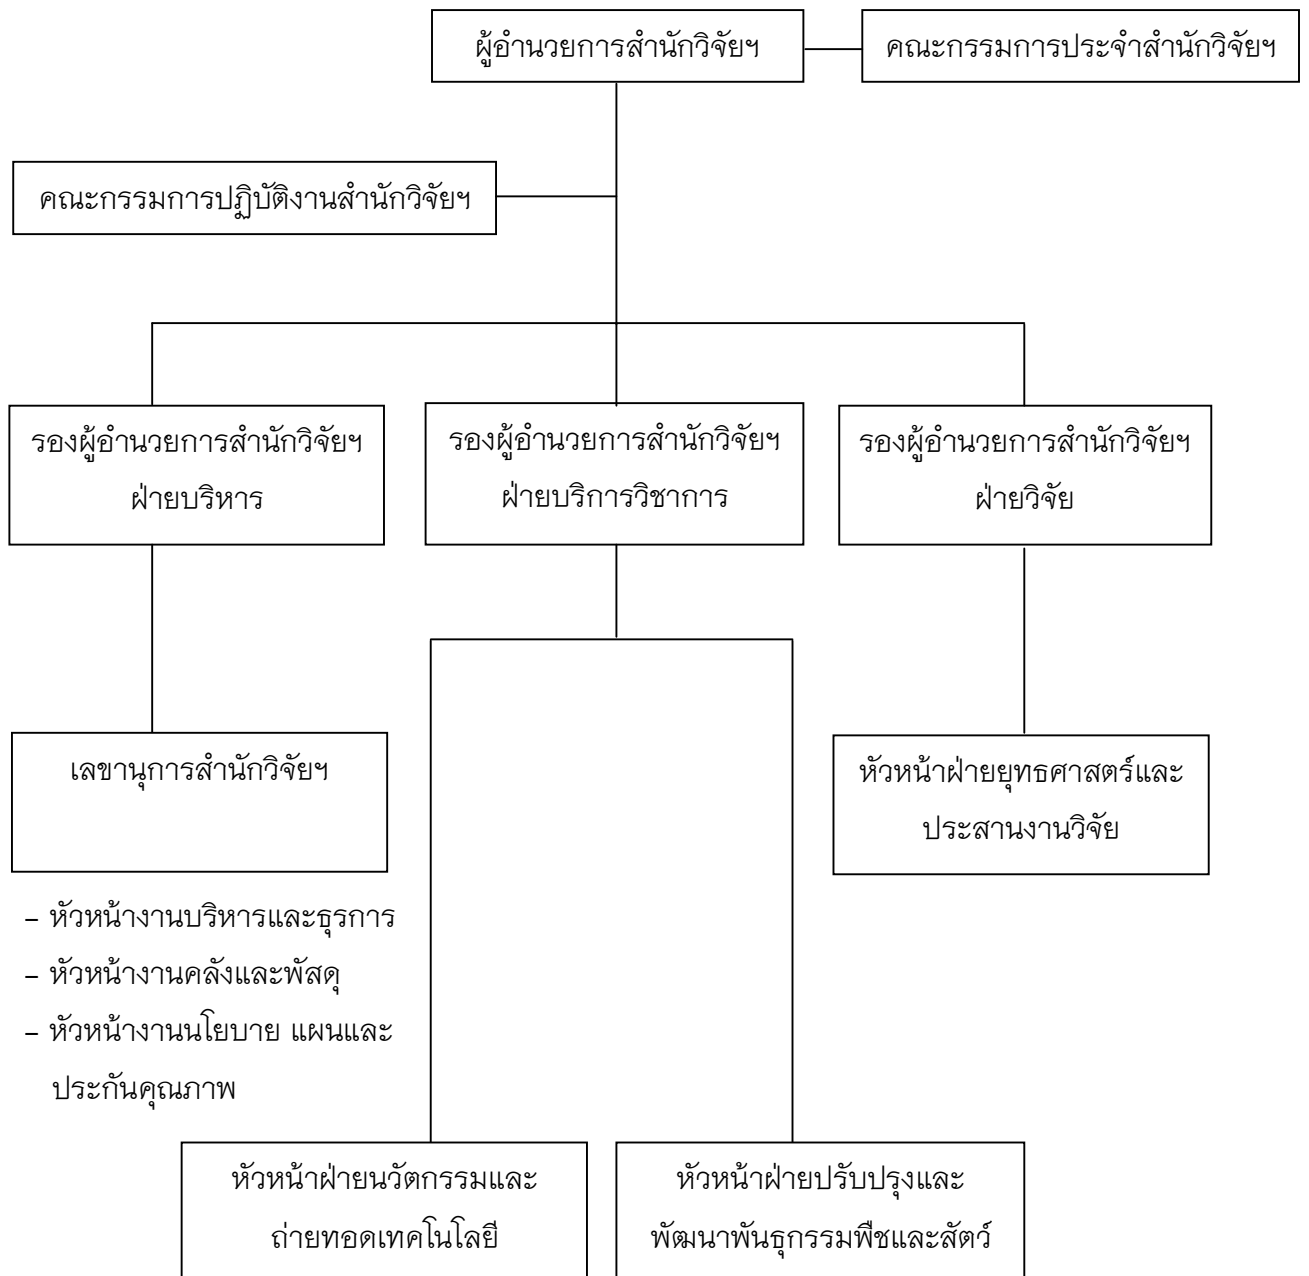 ผู้อำนวยการสำนักวิจัยฯ
คณะกรรมการประจำสำนักวิจัยฯ
คณะกรรมการปฏิบัติงานสำนักวิจัยฯ
รองผู้อำนวยการสำนักวิจัยฯ
ฝ่ายบริหาร
รองผู้อำนวยการสำนักวิจัยฯ
ฝ่ายบริการวิชาการ
รองผู้อำนวยการสำนักวิจัยฯ
ฝ่ายวิจัย
เลขานุการสำนักวิจัยฯ
หัวหน้าฝ่ายยุทธศาสตร์และ
ประสานงานวิจัย
- หัวหน้างานบริหารและธุรการ
- หัวหน้างานคลังและพัสดุ
- หัวหน้างานนโยบาย แผนและ
ประกันคุณภาพ
หัวหน้าฝ่ายนวัตกรรมและ
ถ่ายทอดเทคโนโลยี
หัวหน้าฝ่ายปรับปรุงและ
พัฒนาพันธุกรรมพืชและสัตว์